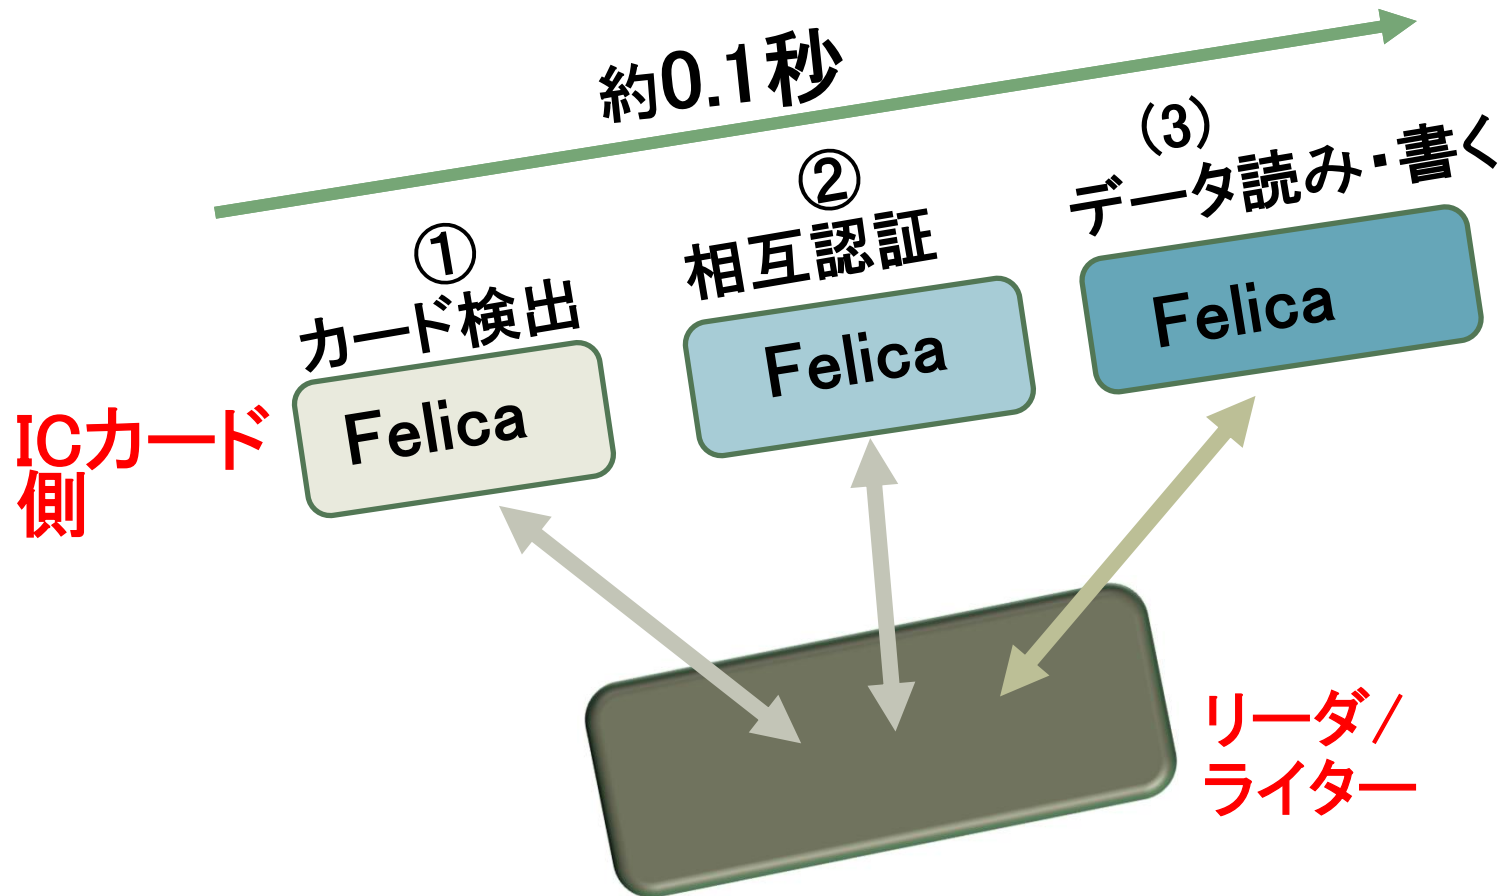 約0.1秒
①
カード検出
Felica
②
相互認証
Felica
(3)
データ読み・書く
Felica
ICカード
側
リーダ/
ライター